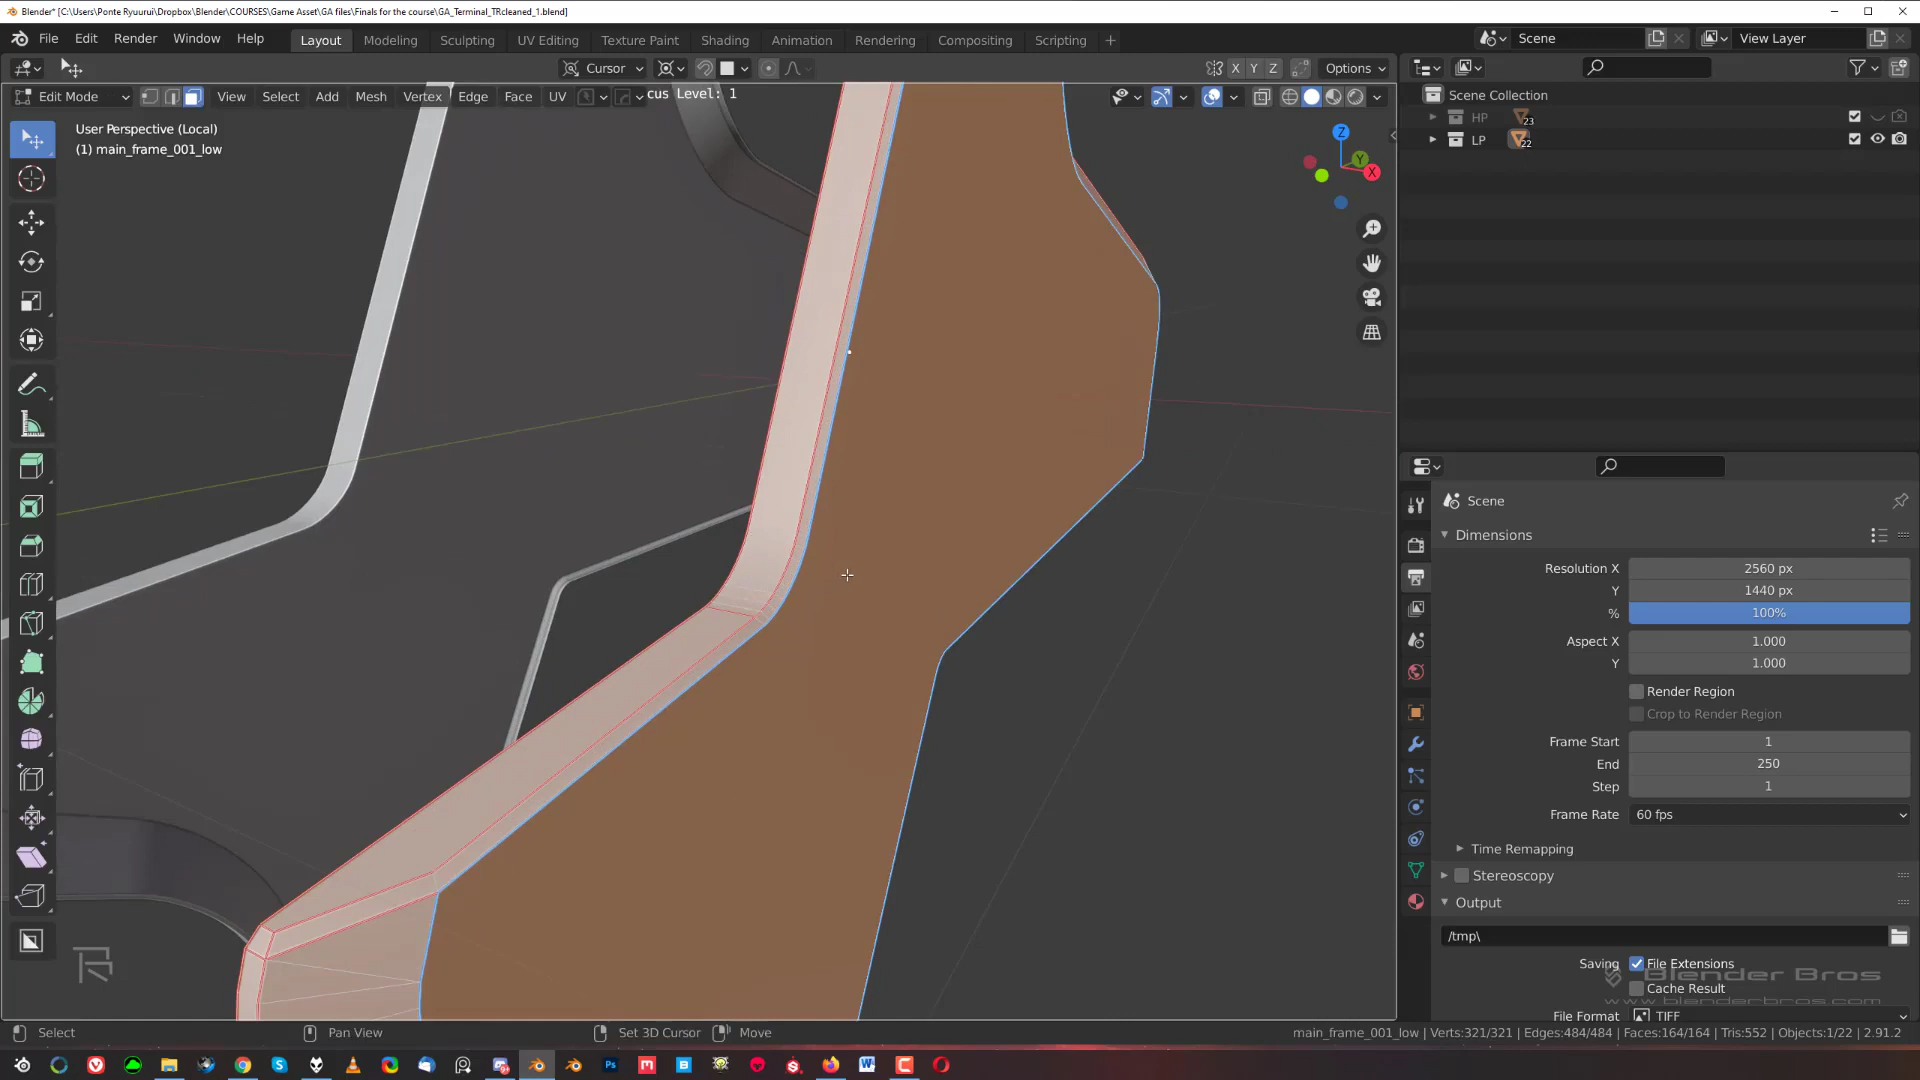 Blender* [C:\Users\Ponte Ryuurui\Dropbox\Blender\COURSES\Game Asset\GA files\Finals for the course\GA_Terminal_TRcleaned_1.blend]
File Edit Render Window Help Layout Modeling Sculpting UV Editing Texture Paint Shading Animation Rendering Compositing Scripting + Scene View Layer
Cursor X Y Z Options
Edit Mode View Select Add Mesh Vertex Edge Face UV cus Level: 1
User Perspective (Local)
(1) main_frame_001_low
Z
Y
X
Scene Collection
HP 23
LP 22
Scene
Dimensions
Resolution X 2560 px
Y 1440 px
% 100%
Aspect X 1.000
Y 1.000
Render Region
Crop to Render Region
Frame Start 1
End 250
Step 1
Frame Rate 60 fps
Time Remapping
Stereoscopy
Output
/tmp\
Saving File Extensions
Blender Bros
Cache Result
www.blenderbros.com
File Format TIFF
Select Pan View Set 3D Cursor Move main_frame_001_low | Verts:321/321 | Edges:484/484 | Faces:164/164 | Tris:552 | Objects:1/22 | 2.91.2